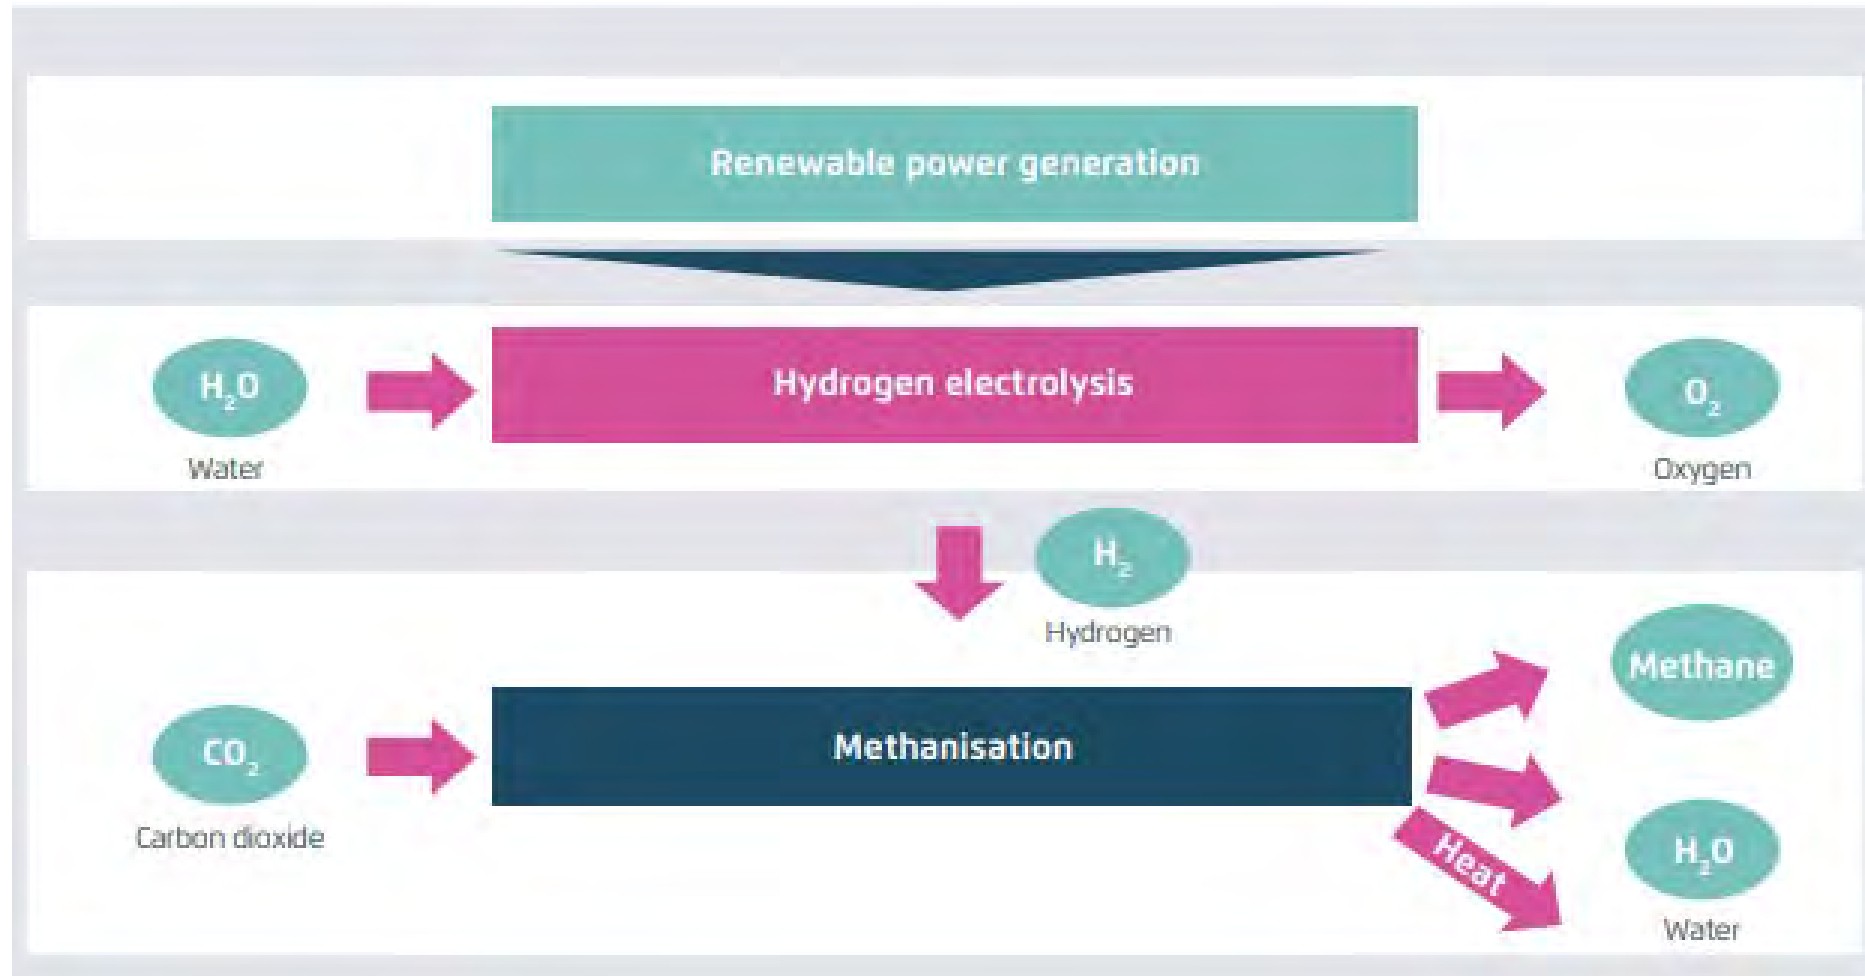 Renewable power generation
H₂O
Hydrogen electrolysis
O₂
Water
Oxygen
H₂
Hydrogen
Methane
CO₂
Methanisation
Carbon dioxide
Heat
H₂O
Water